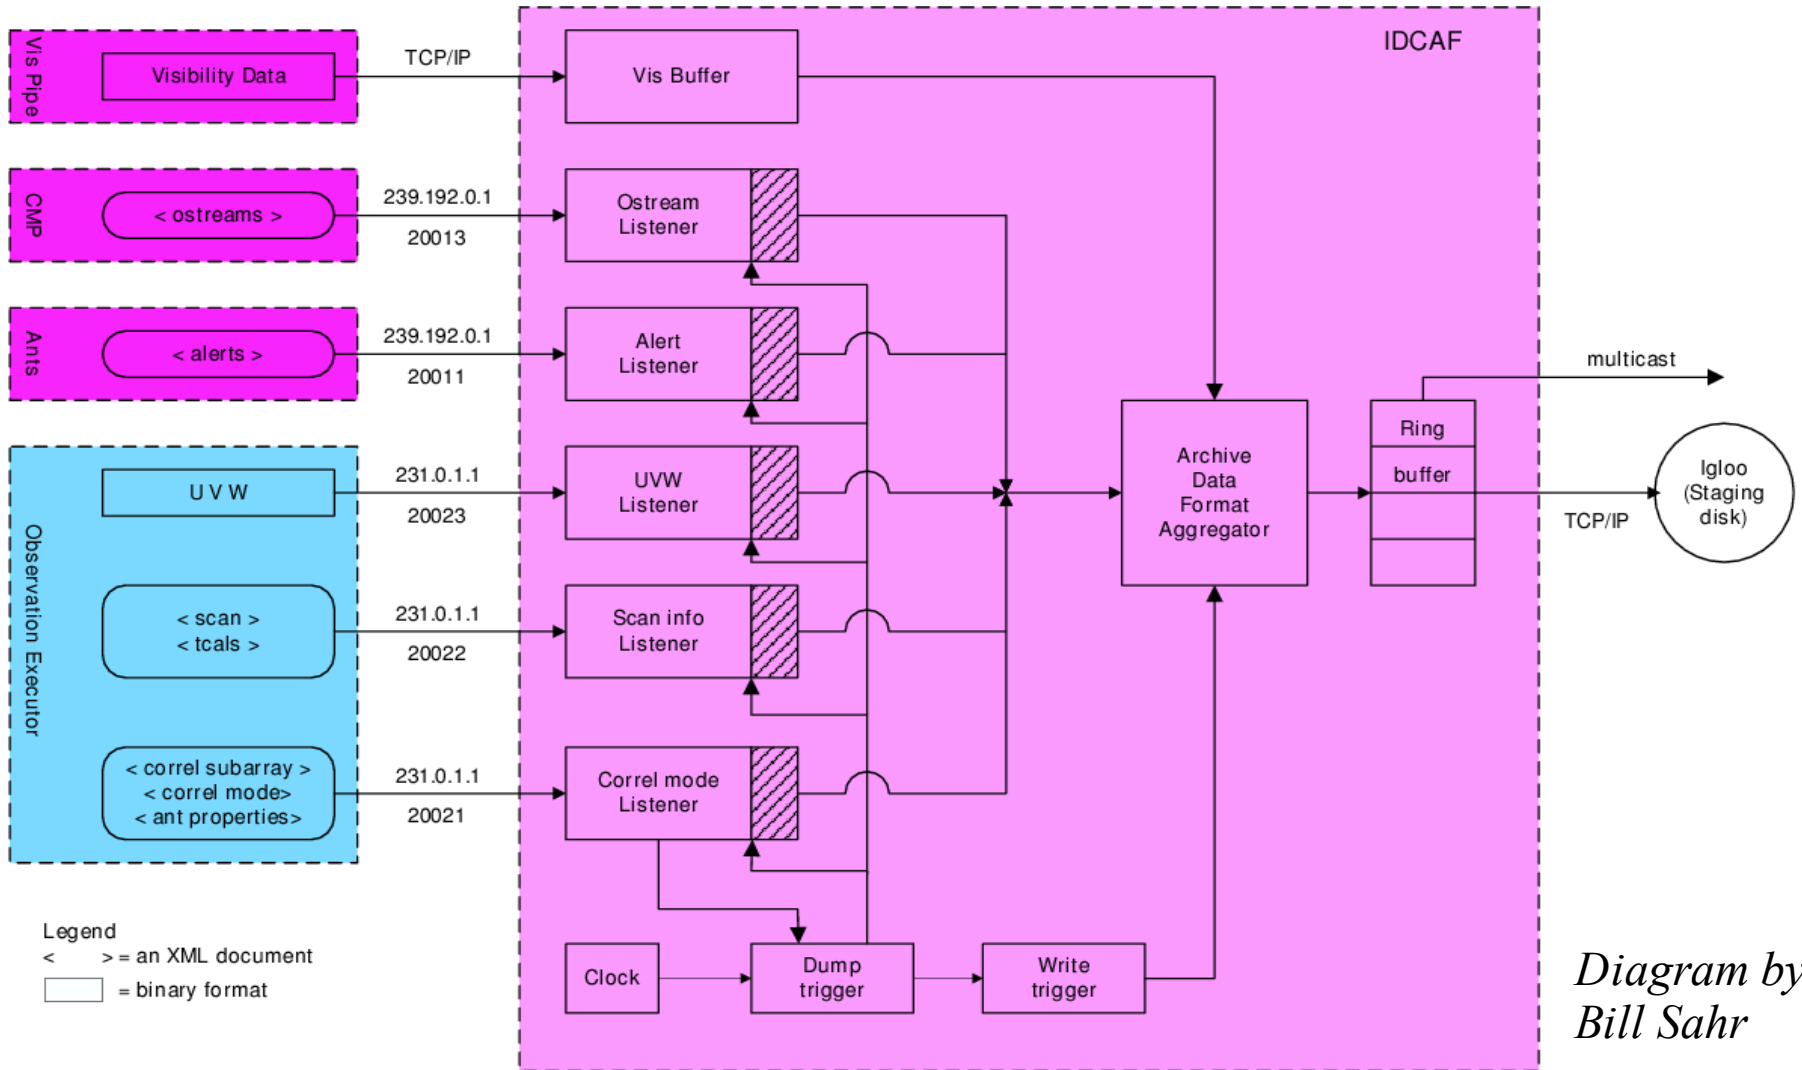 IDCAF
Vis Pipe
Visibility Data
TCP/IP
Vis Buffer
CMP
< ostreams >
239.192.0.1
20013
Ostream
Listener
Ants
< alerts >
239.192.0.1
20011
Alert
Listener
Observation Executor
U V W
231.0.1.1
20023
UVW
Listener
< scan >
< tcals >
231.0.1.1
20022
Scan info
Listener
< correl subarray >
< correl mode>
< ant properties>
231.0.1.1
20021
Correl mode
Listener
Archive
Data
Format
Aggregator
Ring
buffer
multicast
TCP/IP
Igloo
(Staging
disk)
Clock
Dump
trigger
Write
trigger
Legend
< > = an XML document
= binary format
Diagram by
Bill Sahr